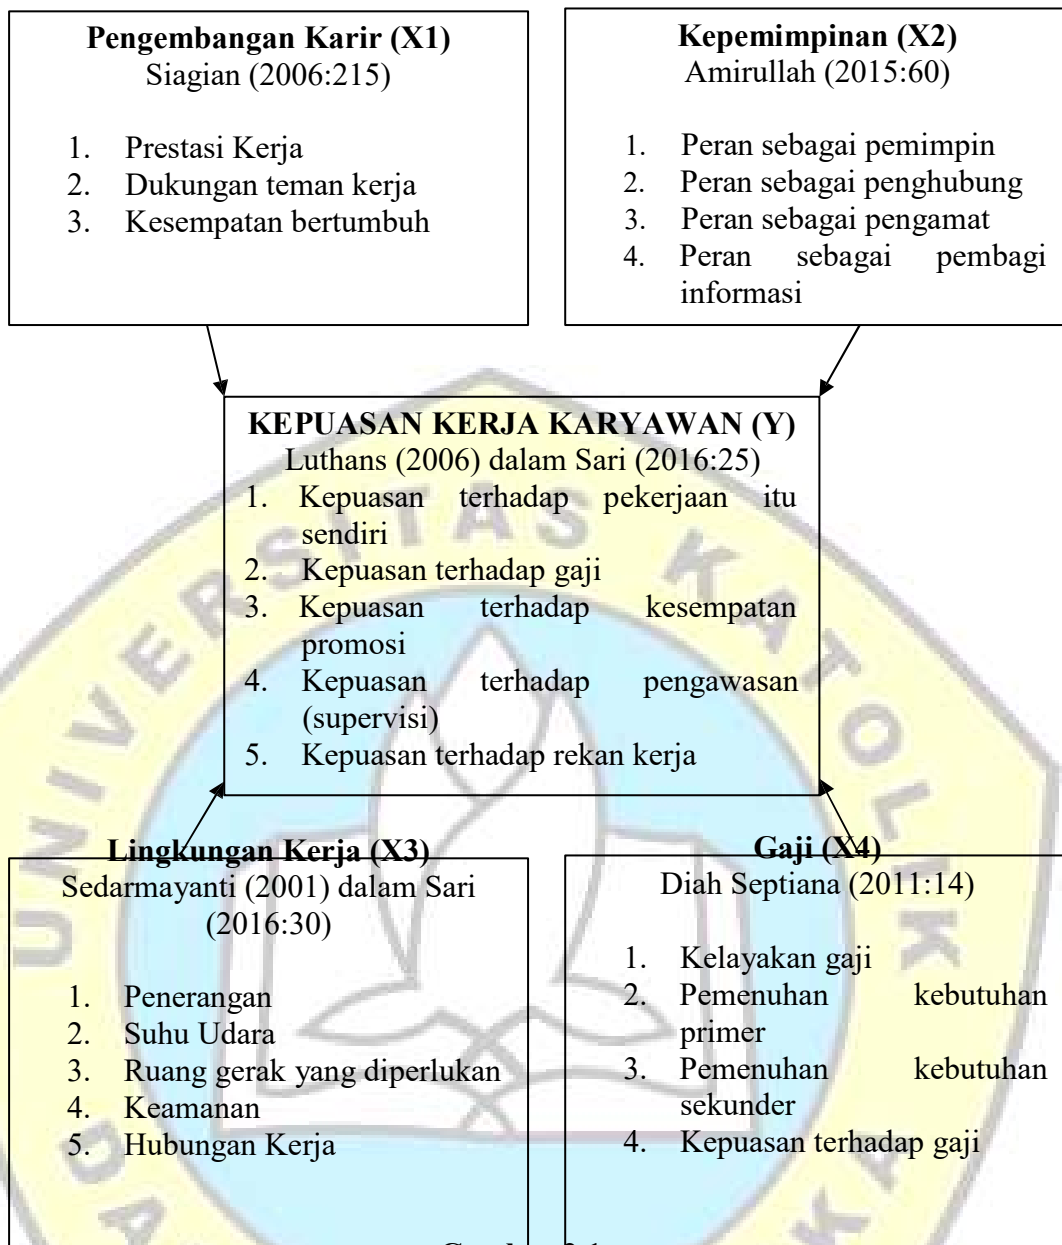 Pengembangan Karir (X1)
Siagian (2006:215)
1. Prestasi Kerja
2. Dukungan teman kerja
3. Kesempatan bertumbuh
Kepemimpinan (X2)
Amirullah (2015:60)
1. Peran sebagai pemimpin
2. Peran sebagai penghubung
3. Peran sebagai pengamat
4. Peran sebagai pembagi
informasi
KEPUASAN KERJA KARYAWAN (Y)
Luthans (2006) dalam Sari (2016:25)
1. Kepuasan terhadap pekerjaan itu
sendiri
2. Kepuasan terhadap gaji
3. Kepuasan terhadap kesempatan
promosi
4. Kepuasan terhadap pengawasan
(supervisi)
5. Kepuasan terhadap rekan kerja
Lingkungan Kerja (X3)
Sedarmayanti (2001) dalam Sari
(2016:30)
1. Penerangan
2. Suhu Udara
3. Ruang gerak yang diperlukan
4. Keamanan
5. Hubungan Kerja
Gaji (X4)
Diah Septiana (2011:14)
1. Kelayakan gaji
2. Pemenuhan kebutuhan
primer
3. Pemenuhan kebutuhan
sekunder
4. Kepuasan terhadap gaji
UNIVERSITAS KATOLIK